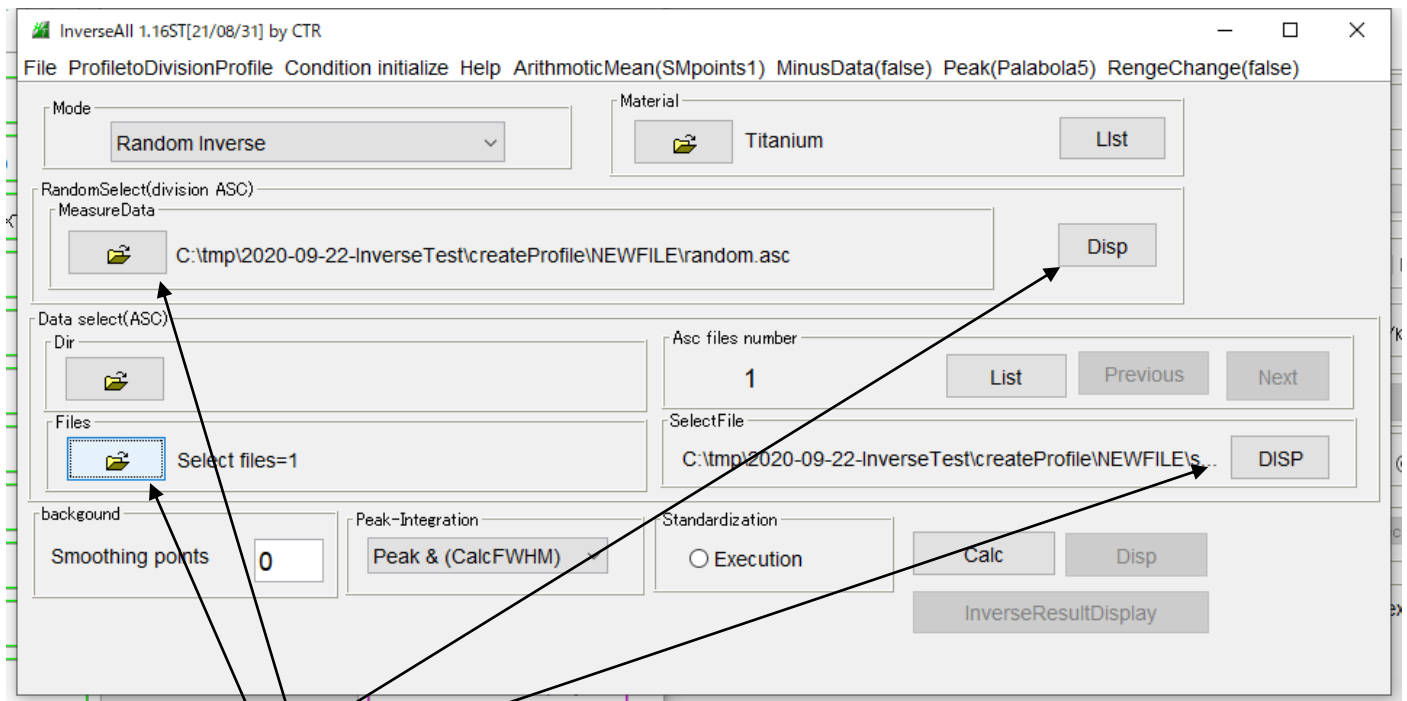 InverseAll 1.16ST[21/08/31] by CTR
File ProfiletoDivisionProfile Condition initialize Help ArithmoticMean(SMpoints1) MinusData(false) Peak(Palabola5) RengeChange(false)
Mode
Random Inverse
Material
Titanium
LIst
RandomSelect(division ASC)
MeasureData
C:\tmp\2020-09-22-InverseTest\createProfile\NEWFILE\random.asc
Disp
Data select(ASC)
Dir
Asc files number
1
List
Previous
Next
Files
Select files=1
SelectFile
C:\tmp\2020-09-22-InverseTest\createProfile\NEWFILE\s...
DISP
backgound
Smoothing points
0
Peak-Integration
Peak & (CalcFWHM)
Standardization
Execution
Calc
Disp
InverseResultDisplay